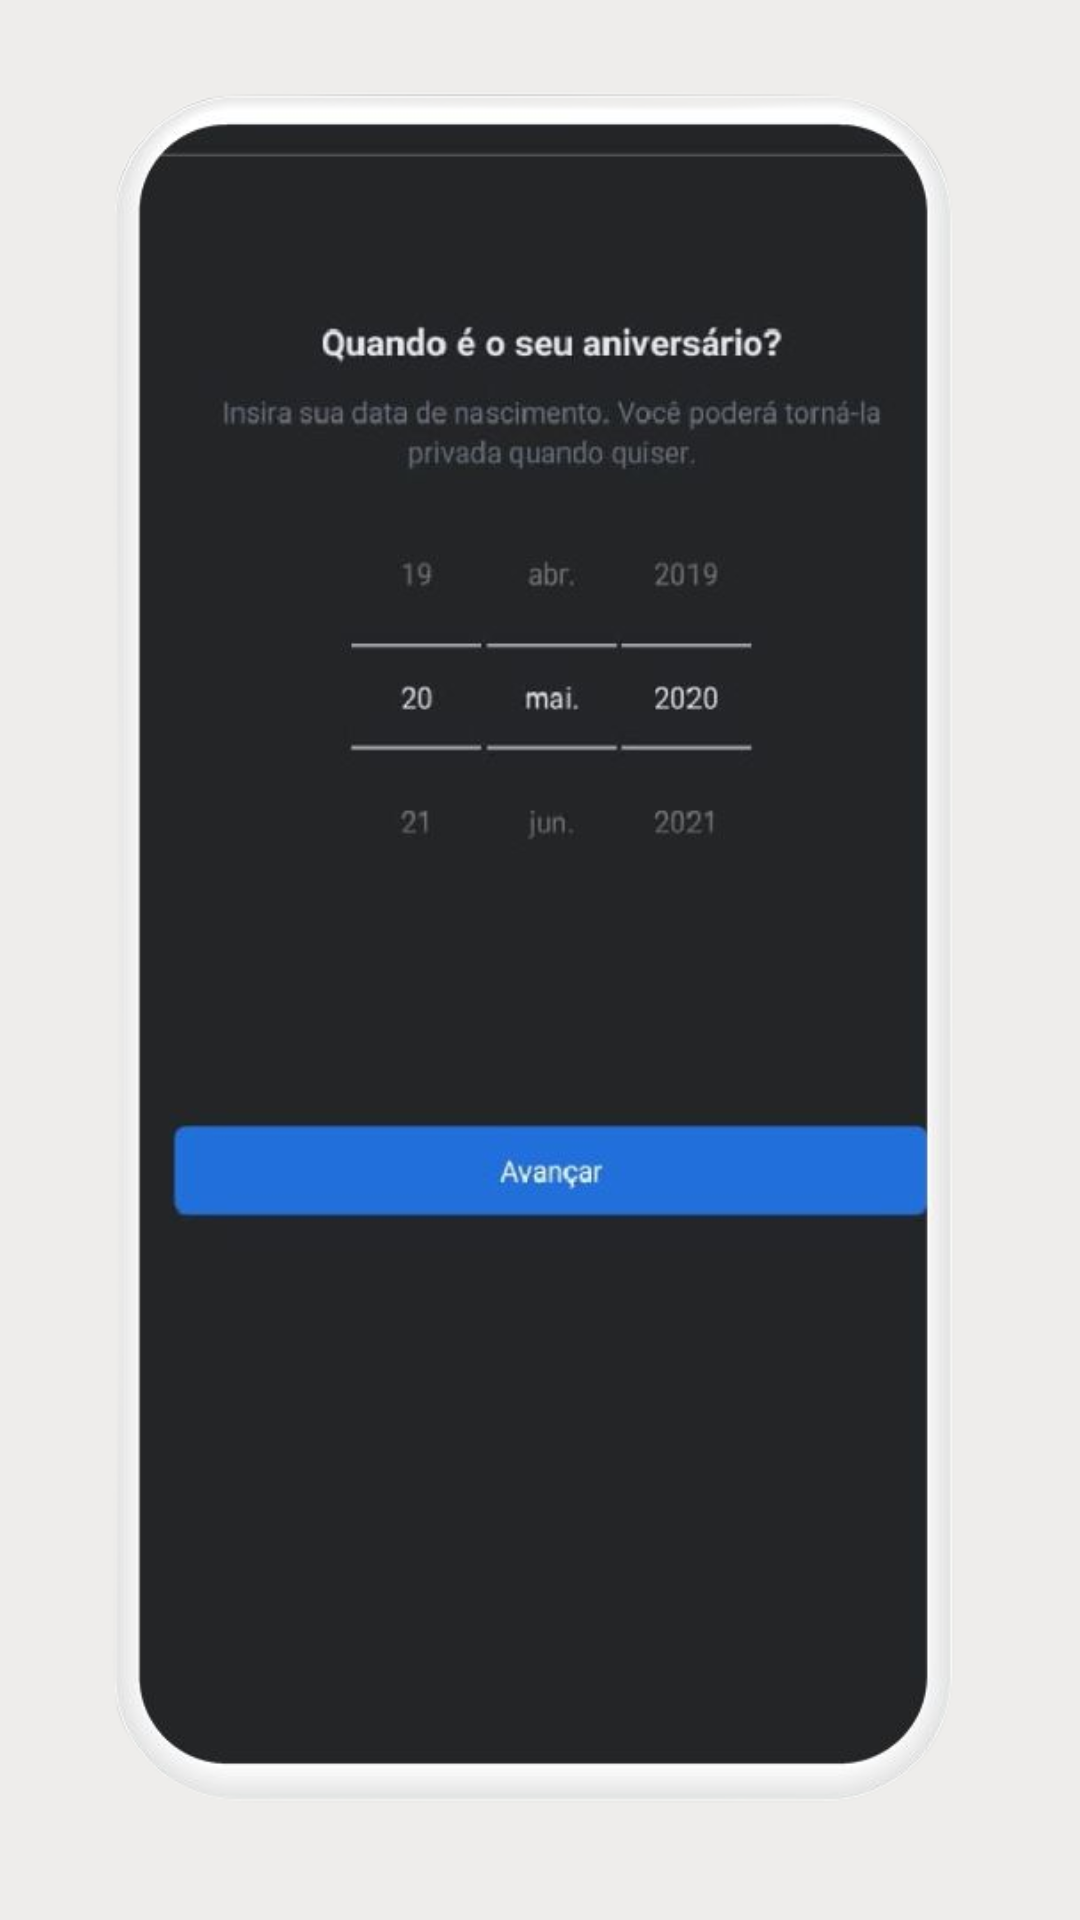 Quando é o seu aniversário?
Insira sua data de nascimento. Você poderá torná-la
privada quando quiser.
19 abr. 2019
20 mai. 2020
21 jun. 2021
Avançar